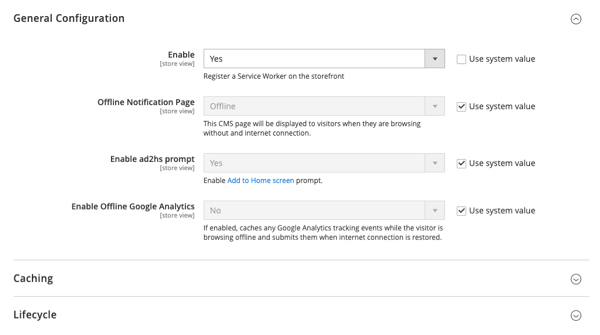 General Configuration
Enable
[store view]
Yes
Use system value
Register a Service Worker on the storefront
Offline Notification Page
[store view]
Offline
Use system value
This CMS page will be displayed to visitors when they are browsing
without and internet connection.
Enable ad2hs prompt
[store view]
Yes
Use system value
Enable Add to Home screen prompt.
Enable Offline Google Analytics
[store view]
No
Use system value
If enabled, caches any Google Analytics tracking events while the visitor is
browsing offline and submits them when internet connection is restored.
Caching
Lifecycle